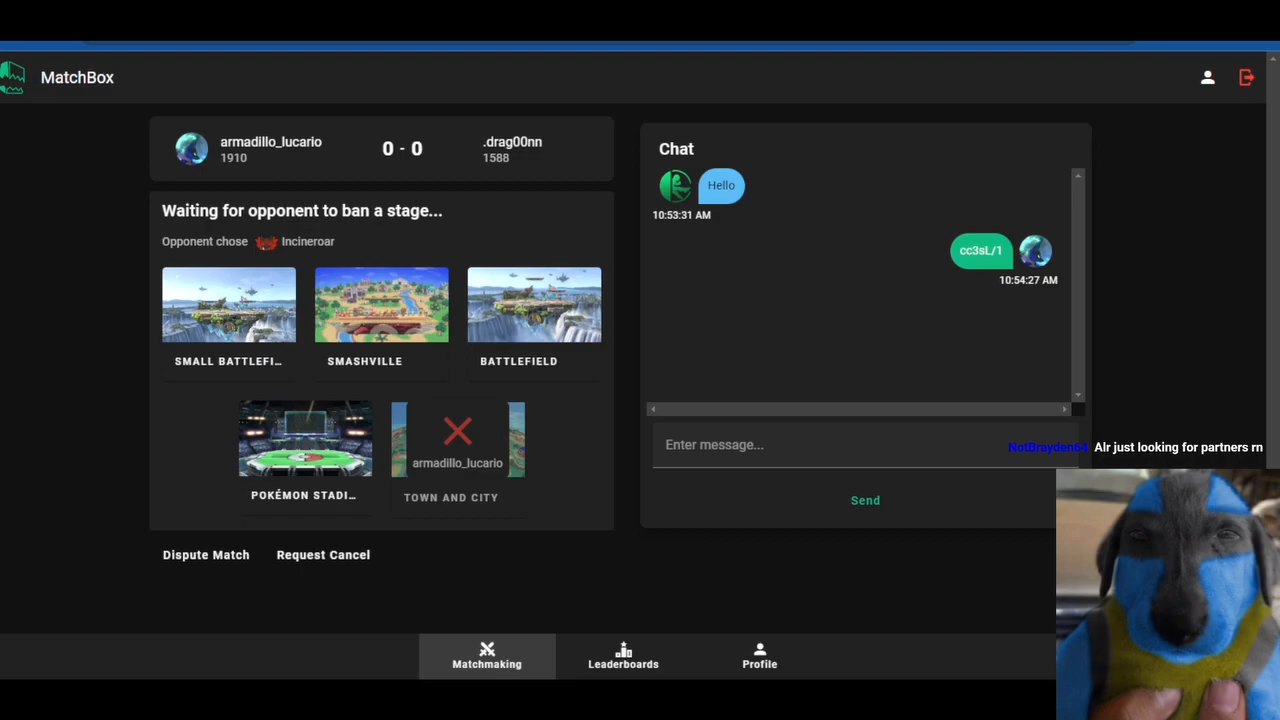 MatchBox
armadillo_lucario
1910
0 - 0
.drag00nn
1588
Waiting for opponent to ban a stage...
Opponent chose Incineroar
SMALL BATTLEFI...
SMASHVILLE
BATTLEFIELD
POKÉMON STADI...
armadillo_lucario
TOWN AND CITY
Dispute Match
Request Cancel
Chat
Hello
10:53:31 AM
cc3sL/1
10:54:27 AM
Enter message...
NotBrayden64 Alr just looking for partners rn
Send
Matchmaking
Leaderboards
Profile